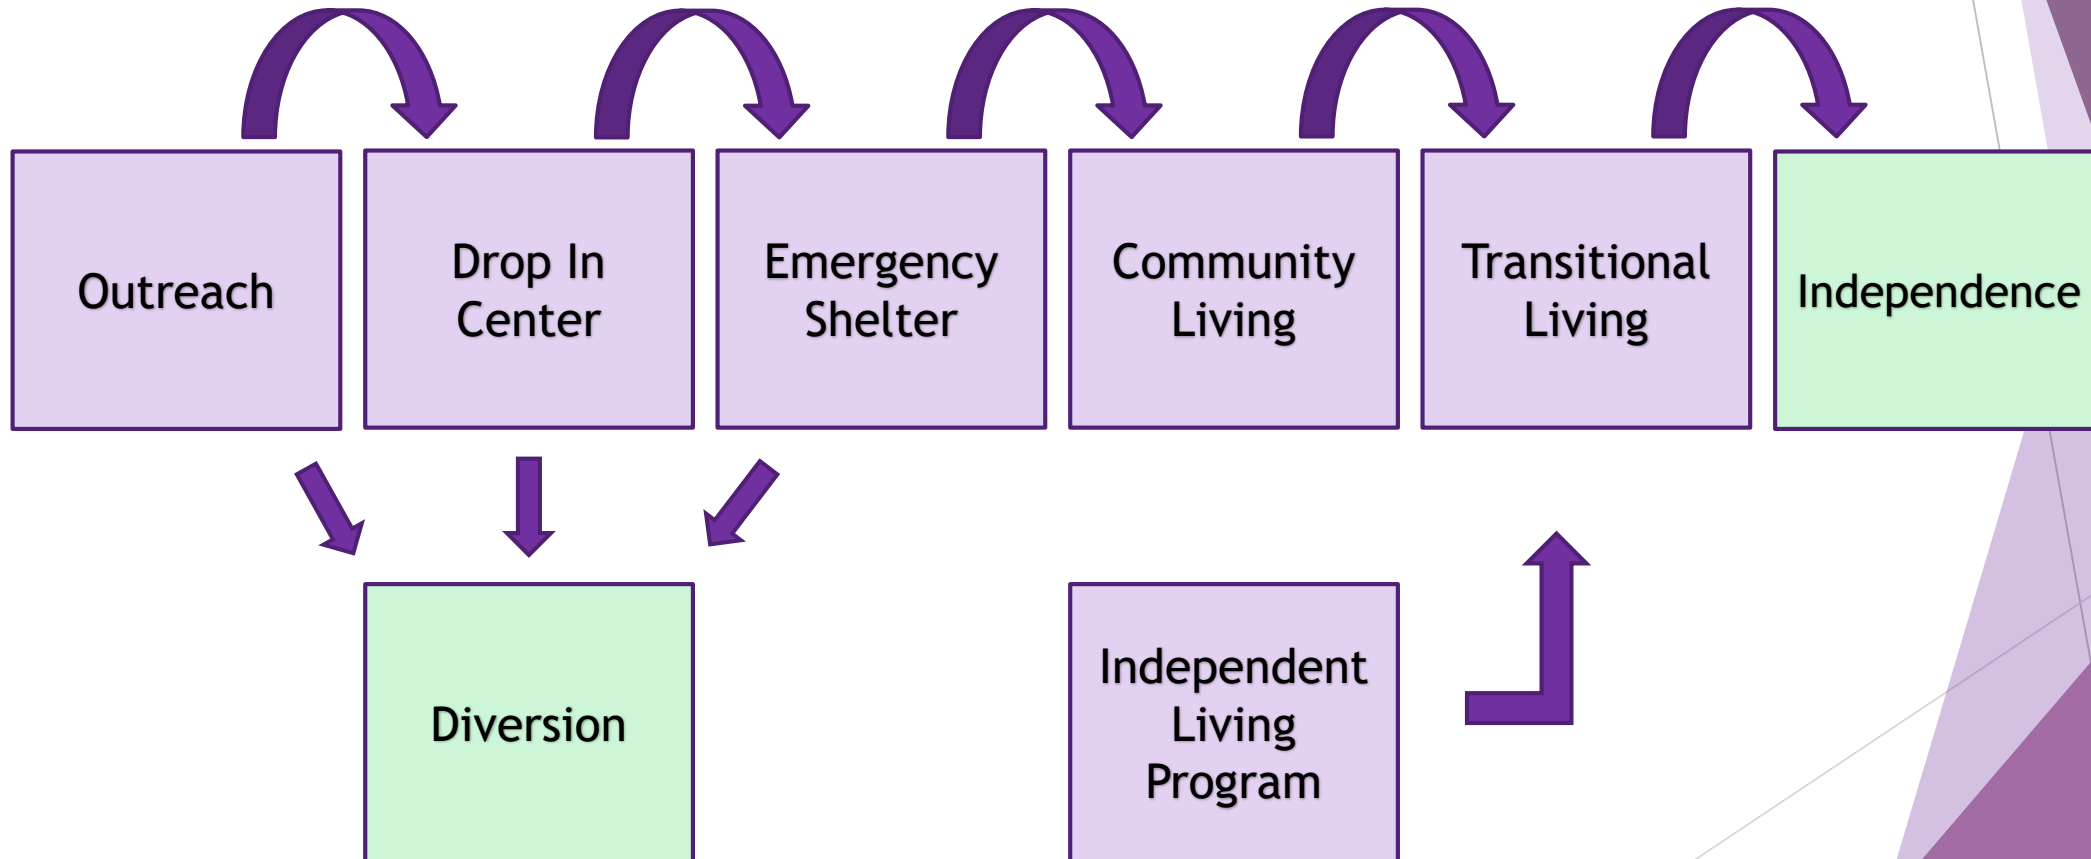 Outreach
Drop In
Center
Emergency
Shelter
Community
Living
Transitional
Living
Independence
Diversion
Independent
Living
Program